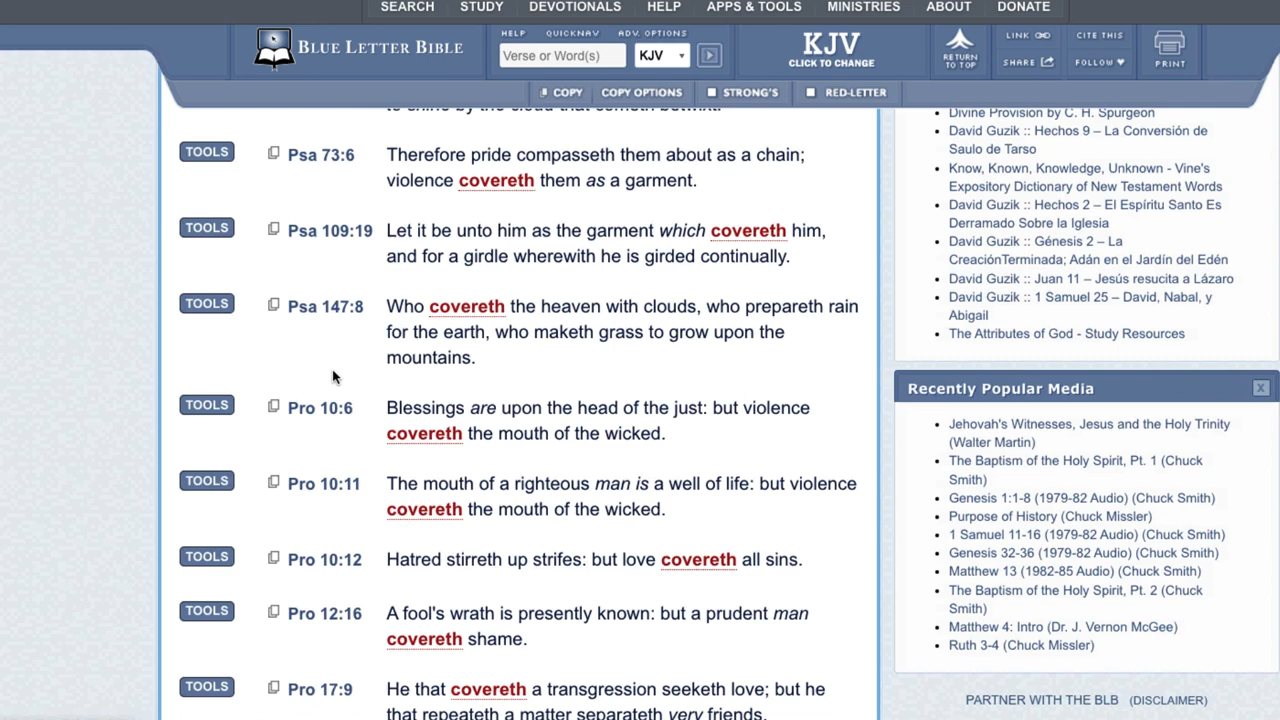 SEARCH STUDY DEVOTIONALS HELP APPS & TOOLS MINISTRIES ABOUT DONATE
BLUE LETTER BIBLE
HELP QUICKNAV ADV. OPTIONS
Verse or Word(s) KJV
KJV
CLICK TO CHANGE
RETURN
TO TOP
LINK CITE THIS
SHARE FOLLOW
PRINT
COPY COPY OPTIONS STRONG'S RED-LETTER
to shine by the cloud that cometh betwixt.
TOOLS Psa 73:6 Therefore pride compasseth them about as a chain;
violence covereth them as a garment.
TOOLS Psa 109:19 Let it be unto him as the garment which covereth him,
and for a girdle wherewith he is girded continually.
TOOLS Psa 147:8 Who covereth the heaven with clouds, who prepareth rain
for the earth, who maketh grass to grow upon the
mountains.
TOOLS Pro 10:6 Blessings are upon the head of the just: but violence
covereth the mouth of the wicked.
TOOLS Pro 10:11 The mouth of a righteous man is a well of life: but violence
covereth the mouth of the wicked.
TOOLS Pro 10:12 Hatred stirreth up strifes: but love covereth all sins.
TOOLS Pro 12:16 A fool's wrath is presently known: but a prudent man
covereth shame.
TOOLS Pro 17:9 He that covereth a transgression seeketh love; but he
that repeateth a matter separateth very friends.
Divine Provision by C. H. Spurgeon
David Guzik :: Hechos 9 – La Conversión de
Saulo de Tarso
Know, Known, Knowledge, Unknown - Vine's
Expository Dictionary of New Testament Words
David Guzik :: Hechos 2 – El Espíritu Santo Es
Derramado Sobre la Iglesia
David Guzik :: Génesis 2 – La
CreaciónTerminada; Adán en el Jardín del Edén
David Guzik :: Juan 11 – Jesús resucita a Lázaro
David Guzik :: 1 Samuel 25 – David, Nabal, y
Abigail
The Attributes of God - Study Resources
Recently Popular Media X
Jehovah's Witnesses, Jesus and the Holy Trinity
(Walter Martin)
The Baptism of the Holy Spirit, Pt. 1 (Chuck
Smith)
Genesis 1:1-8 (1979-82 Audio) (Chuck Smith)
Purpose of History (Chuck Missler)
1 Samuel 11-16 (1979-82 Audio) (Chuck Smith)
Genesis 32-36 (1979-82 Audio) (Chuck Smith)
Matthew 13 (1982-85 Audio) (Chuck Smith)
The Baptism of the Holy Spirit, Pt. 2 (Chuck
Smith)
Matthew 4: Intro (Dr. J. Vernon McGee)
Ruth 3-4 (Chuck Missler)
PARTNER WITH THE BLB (DISCLAIMER)